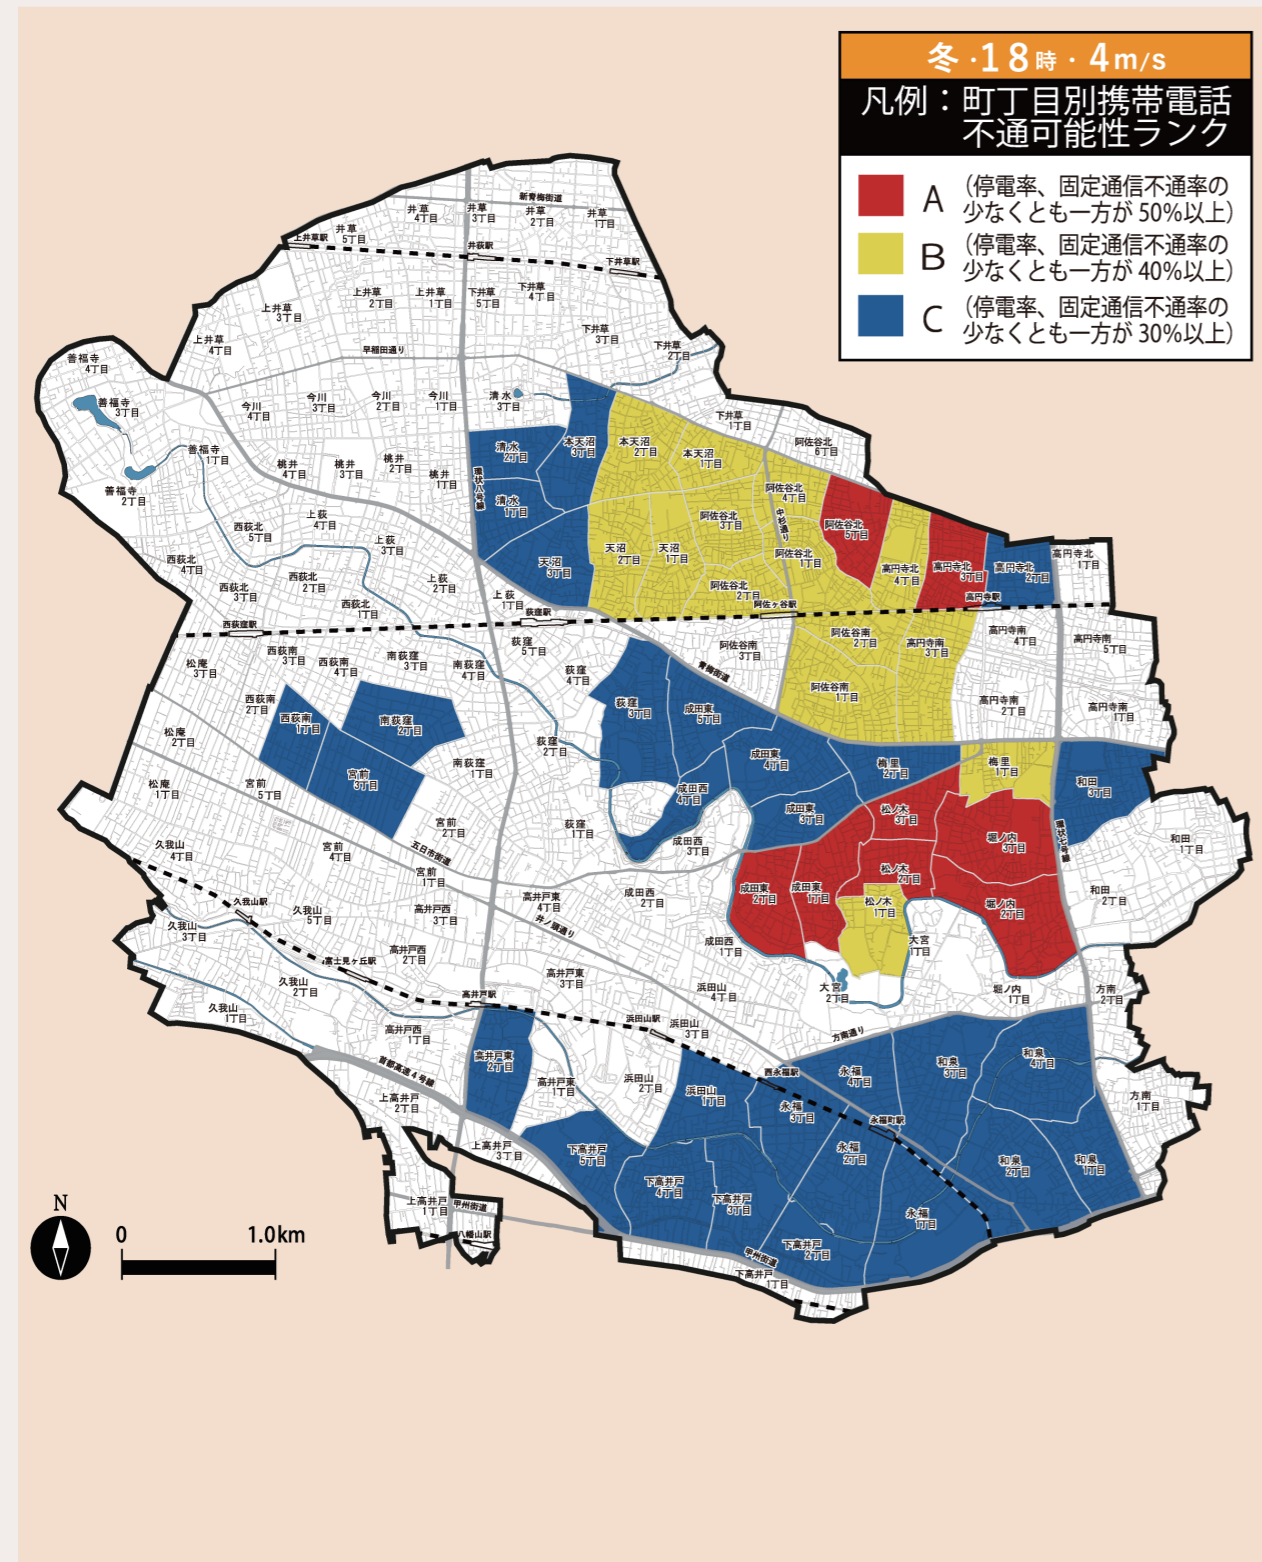 冬・18時・4m/s
凡例：町丁目別携帯電話
不通可能性ランク
A （停電率、固定通信不通率の
少なくとも一方が 50%以上）
B （停電率、固定通信不通率の
少なくとも一方が 40%以上）
C （停電率、固定通信不通率の
少なくとも一方が 30%以上）
新青梅街道
井草
4丁目
井草
3丁目
井草
2丁目
井草
1丁目
井草
5丁目
上井草駅
井荻駅
下井草駅
上井草
2丁目
上井草
1丁目
下井草
5丁目
下井草
4丁目
上井草
3丁目
上井草
4丁目
下井草
3丁目
下井草
2丁目
早稲田通り
善福寺
4丁目
善福寺
3丁目
今川
4丁目
今川
3丁目
今川
2丁目
今川
1丁目
清水
3丁目
下井草
1丁目
阿佐谷北
6丁目
善福寺
1丁目
善福寺
2丁目
桃井
4丁目
桃井
3丁目
桃井
2丁目
桃井
1丁目
環状八号線
清水
2丁目
清水
1丁目
本天沼
3丁目
本天沼
2丁目
本天沼
1丁目
阿佐谷北
4丁目
中杉通り
阿佐谷北
3丁目
阿佐谷北
5丁目
西荻北
5丁目
上荻
4丁目
上荻
3丁目
天沼
3丁目
天沼
2丁目
天沼
1丁目
阿佐谷北
1丁目
阿佐谷北
2丁目
高円寺北
4丁目
高円寺北
3丁目
高円寺北
2丁目
高円寺北
1丁目
西荻北
4丁目
西荻北
3丁目
西荻北
2丁目
西荻北
1丁目
上荻
2丁目
上荻
1丁目
荻窪駅
阿佐ヶ谷駅
高円寺駅
西荻窪駅
松庵
3丁目
西荻南
3丁目
西荻南
4丁目
南荻窪
3丁目
南荻窪
4丁目
荻窪
5丁目
荻窪
4丁目
阿佐谷南
3丁目
青梅街道
阿佐谷南
2丁目
高円寺南
3丁目
高円寺南
4丁目
高円寺南
5丁目
西荻南
2丁目
西荻南
1丁目
南荻窪
2丁目
荻窪
3丁目
成田東
5丁目
阿佐谷南
1丁目
高円寺南
2丁目
高円寺南
1丁目
松庵
2丁目
松庵
1丁目
宮前
5丁目
宮前
3丁目
南荻窪
1丁目
荻窪
2丁目
成田東
4丁目
成田西
4丁目
梅里
2丁目
梅里
1丁目
和田
3丁目
宮前
2丁目
荻窪
1丁目
成田東
3丁目
松ノ木
3丁目
環状七号線
和田
1丁目
久我山
4丁目
宮前
4丁目
五日市街道
宮前
1丁目
成田西
3丁目
堀ノ内
3丁目
松ノ木
2丁目
成田東
2丁目
成田東
1丁目
松ノ木
1丁目
堀ノ内
2丁目
和田
2丁目
久我山駅
久我山
5丁目
久我山
3丁目
高井戸西
3丁目
高井戸東
4丁目
井ノ頭通り
成田西
2丁目
成田西
1丁目
大宮
1丁目
富士見ヶ丘駅
高井戸西
2丁目
高井戸東
3丁目
大宮
2丁目
堀ノ内
1丁目
方南
2丁目
久我山
2丁目
久我山
1丁目
高井戸駅
高井戸西
1丁目
浜田山
4丁目
浜田山駅
浜田山
3丁目
方南通り
首都高速4号線
高井戸東
2丁目
高井戸東
1丁目
浜田山
2丁目
浜田山
1丁目
西永福駅
永福
4丁目
永福
3丁目
和泉
3丁目
和泉
4丁目
方南
1丁目
上高井戸
2丁目
永福町駅
上高井戸
3丁目
下高井戸
5丁目
永福
2丁目
和泉
2丁目
和泉
1丁目
下高井戸
4丁目
下高井戸
3丁目
永福
1丁目
上高井戸
1丁目
甲州街道
八幡山駅
下高井戸
2丁目
甲州街道
下高井戸
1丁目
N
0
1.0km